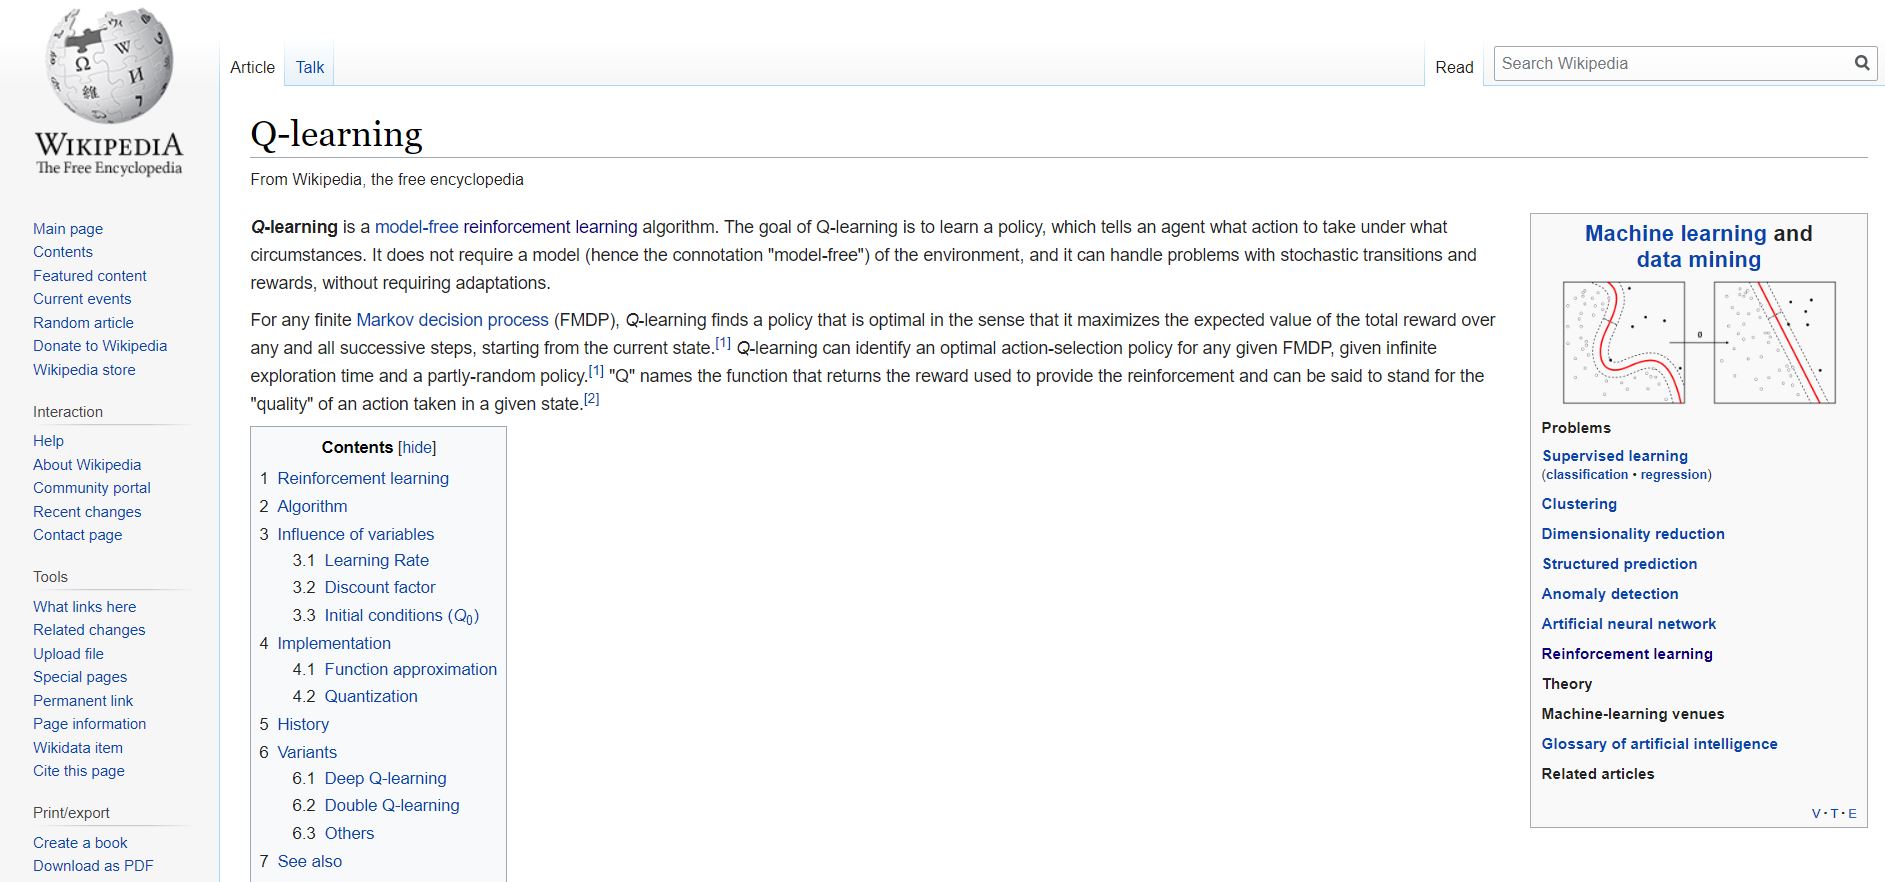 WIKIPEDIA
The Free Encyclopedia
Main page
Contents
Featured content
Current events
Random article
Donate to Wikipedia
Wikipedia store
Interaction
Help
About Wikipedia
Community portal
Recent changes
Contact page
Tools
What links here
Related changes
Upload file
Special pages
Permanent link
Page information
Wikidata item
Cite this page
Print/export
Create a book
Download as PDF
Article Talk
Read Search Wikipedia
Q-learning
From Wikipedia, the free encyclopedia
Q-learning is a model-free reinforcement learning algorithm. The goal of Q-learning is to learn a policy, which tells an agent what action to take under what
circumstances. It does not require a model (hence the connotation "model-free") of the environment, and it can handle problems with stochastic transitions and
rewards, without requiring adaptations.
For any finite Markov decision process (FMDP), Q-learning finds a policy that is optimal in the sense that it maximizes the expected value of the total reward over
any and all successive steps, starting from the current state.[1] Q-learning can identify an optimal action-selection policy for any given FMDP, given infinite
exploration time and a partly-random policy.[1] "Q" names the function that returns the reward used to provide the reinforcement and can be said to stand for the
"quality" of an action taken in a given state.[2]
Contents [hide]
1 Reinforcement learning
2 Algorithm
3 Influence of variables
3.1 Learning Rate
3.2 Discount factor
3.3 Initial conditions (Q0)
4 Implementation
4.1 Function approximation
4.2 Quantization
5 History
6 Variants
6.1 Deep Q-learning
6.2 Double Q-learning
6.3 Others
7 See also
Machine learning and
data mining
Problems
Supervised learning
(classification • regression)
Clustering
Dimensionality reduction
Structured prediction
Anomaly detection
Artificial neural network
Reinforcement learning
Theory
Machine-learning venues
Glossary of artificial intelligence
Related articles
V · T · E